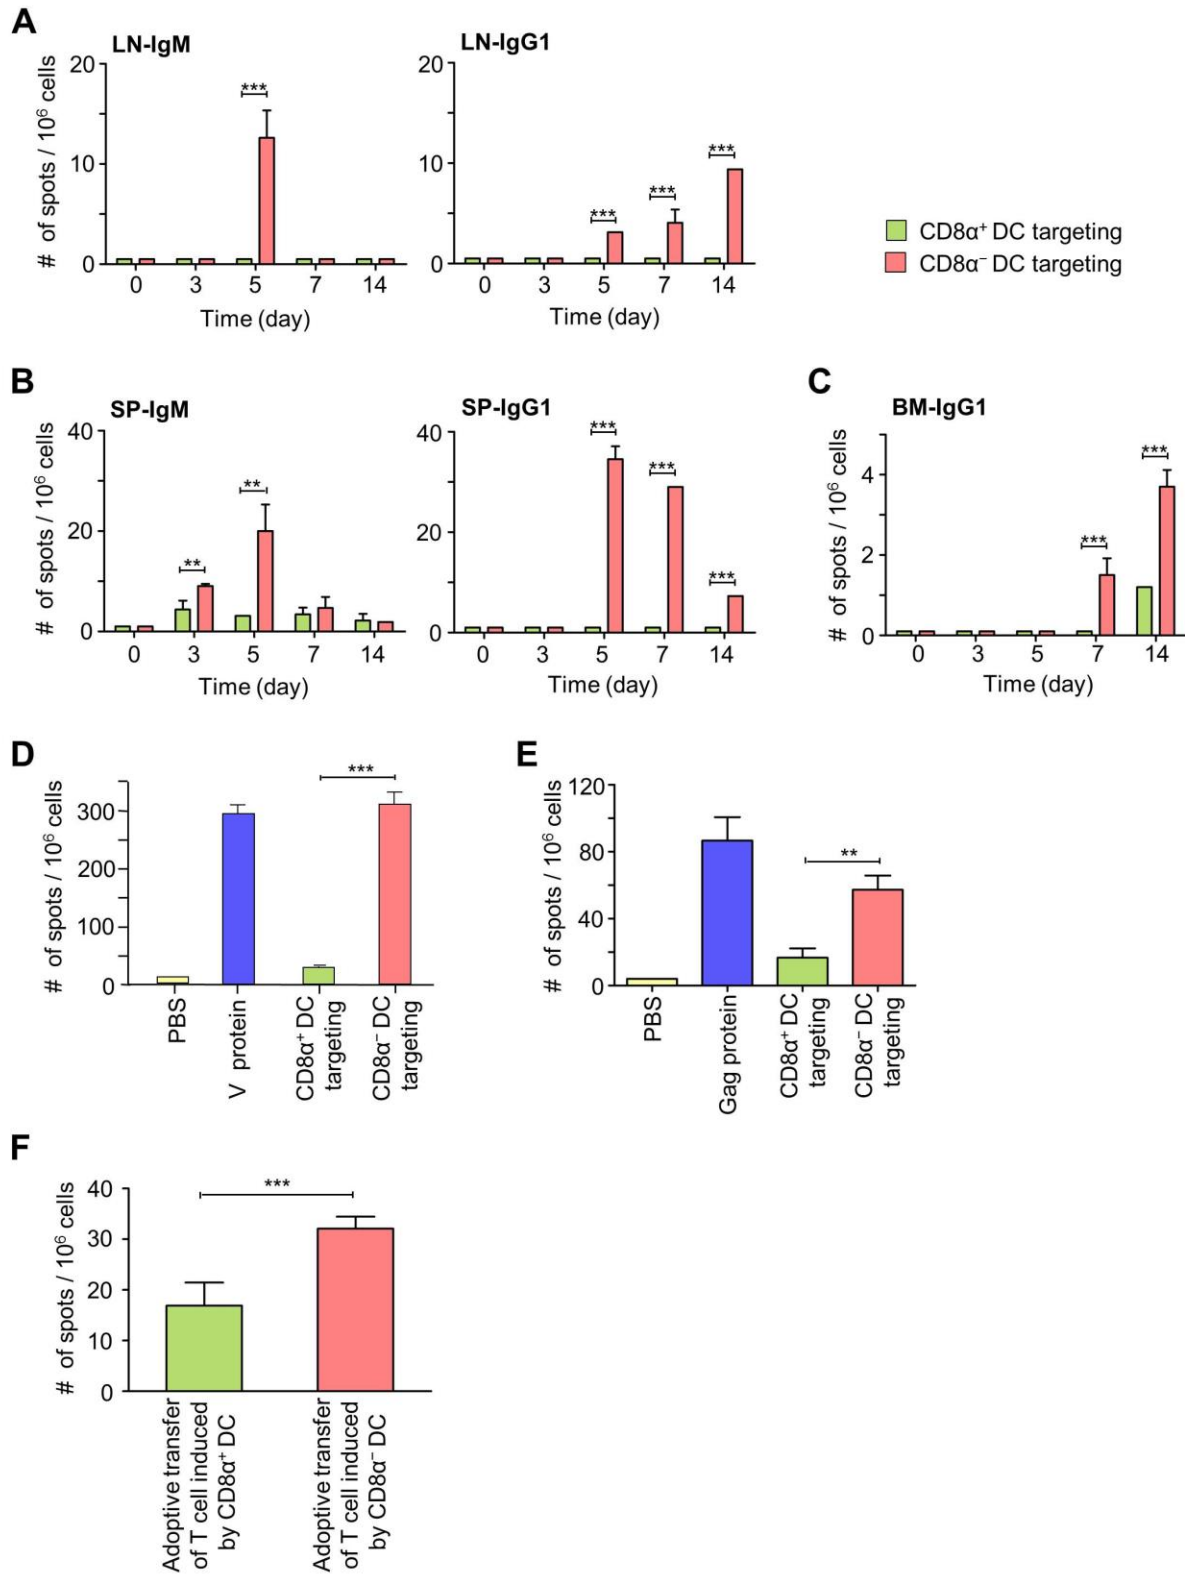 A
LN-IgM
# of spots / 10⁶ cells
20
10
0
***
0 3 5 7 14
Time (day)
LN-IgG1
20
10
0
***
***
***
0 3 5 7 14
Time (day)
CD8α⁺ DC targeting
CD8α⁻ DC targeting
B
SP-IgM
# of spots / 10⁶ cells
40
20
0
**
**
0 3 5 7 14
Time (day)
SP-IgG1
40
20
0
***
***
***
0 3 5 7 14
Time (day)
C
BM-IgG1
# of spots / 10⁶ cells
4
2
0
***
***
0 3 5 7 14
Time (day)
D
# of spots / 10⁶ cells
300
200
100
0
***
PBS
V protein
CD8α⁺ DC
targeting
CD8α⁻ DC
targeting
E
# of spots / 10⁶ cells
120
80
40
0
**
PBS
Gag protein
CD8α⁺ DC
targeting
CD8α⁻ DC
targeting
F
# of spots / 10⁶ cells
40
30
20
10
0
***
Adoptive transfer
of T cell induced
by CD8α⁺ DC
Adoptive transfer
of T cell induced
by CD8α⁻ DC